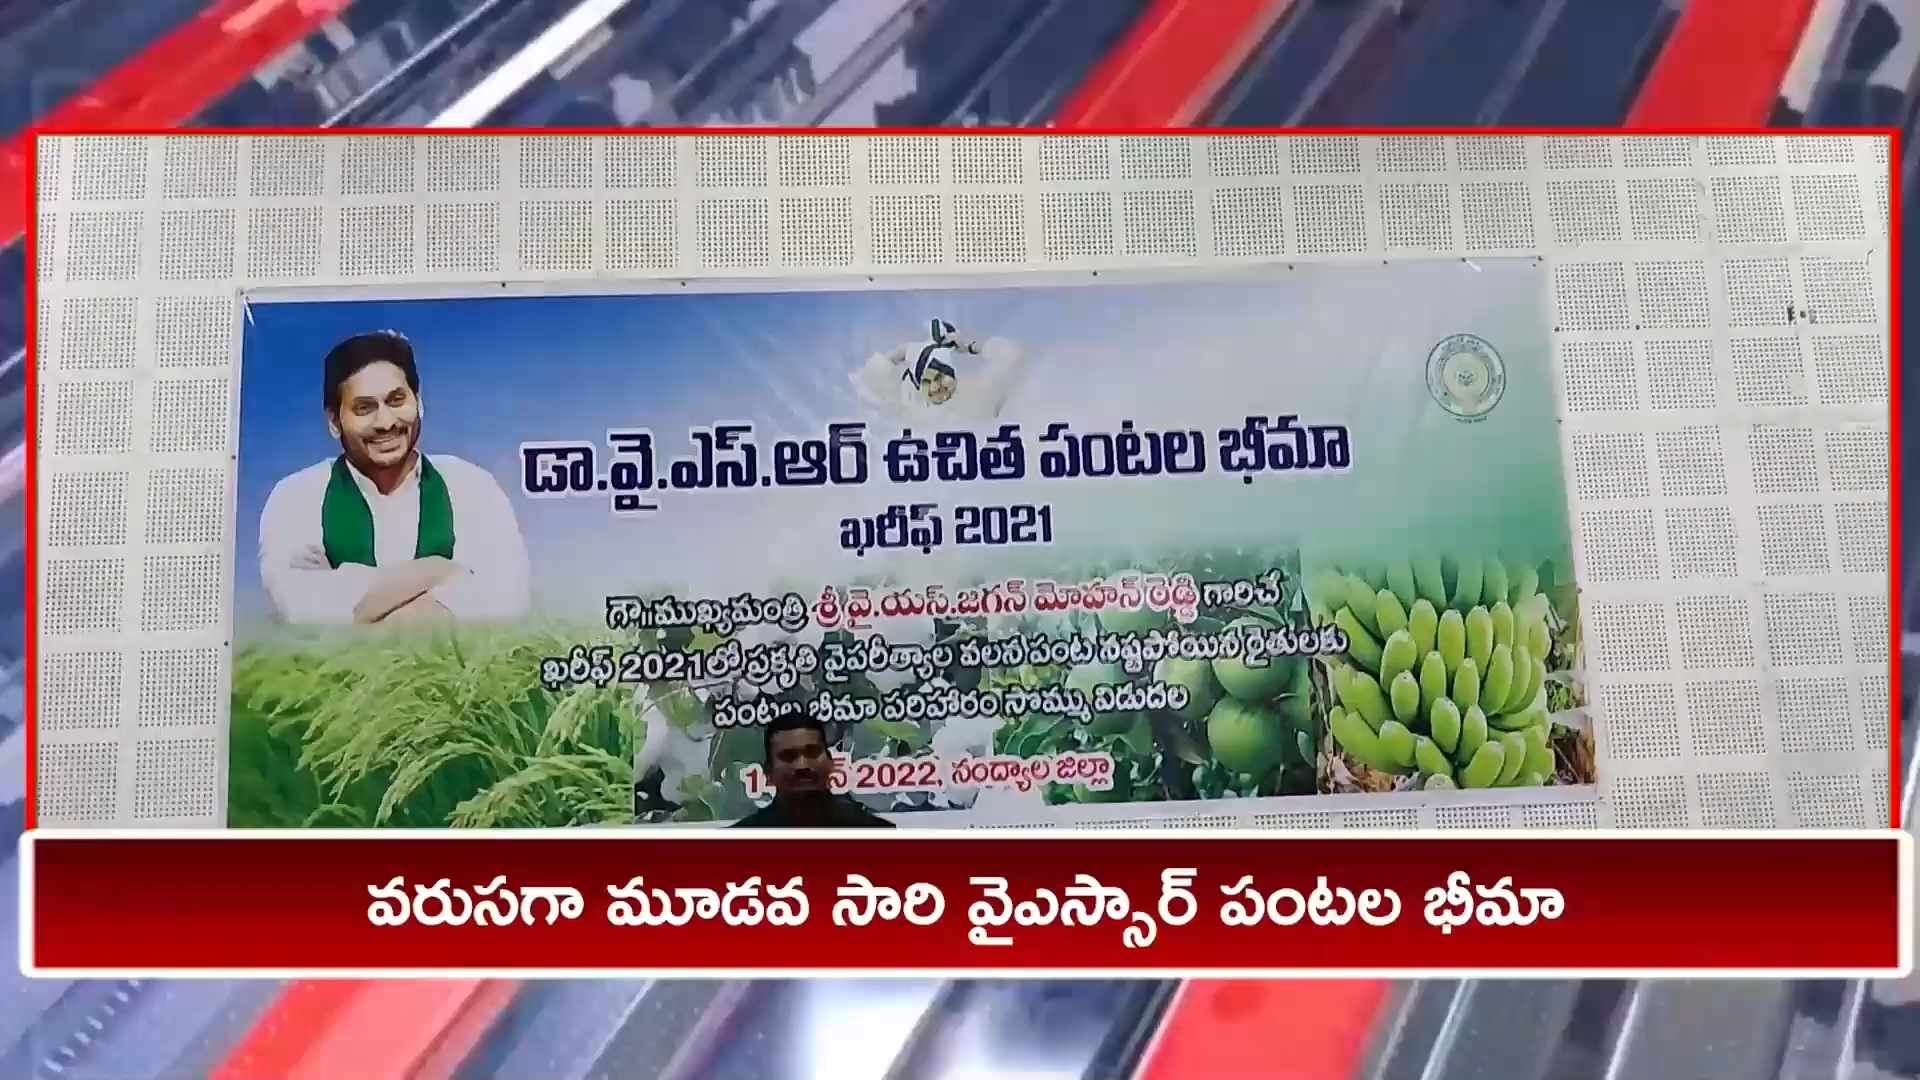 డా.వై.ఎస్.ఆర్ ఉచిత పంటల భీమా
ఖరీఫ్ 2021
గౌ||ముఖ్యమంత్రి శ్రీ వై.యస్.జగన్ మోహన్ రెడ్డి గారిచే
ఖరీఫ్ 2021లో ప్రకృతి వైపరీత్యాల వలన పంట నష్టపోయిన రైతులకు
పంటల భీమా పరిహారం సొమ్ము విడుదల
2022, నంద్యాల జిల్లా
వరుసగా మూడవ సారి వైఎస్సార్ పంటల భీమా